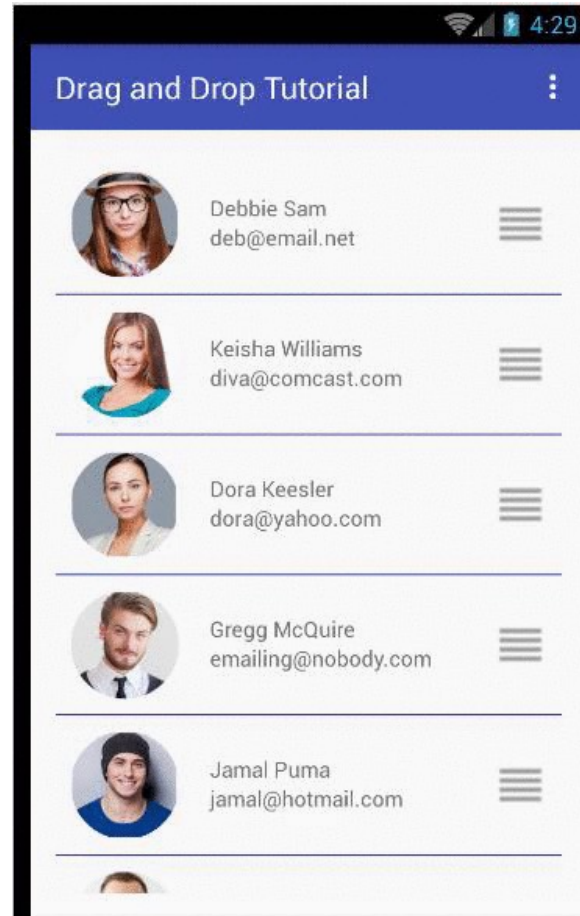 4:29
Drag and Drop Tutorial
Debbie Sam
deb@email.net
Keisha Williams
diva@comcast.com
Dora Keesler
dora@yahoo.com
Gregg McQuire
emailing@nobody.com
Jamal Puma
jamal@hotmail.com